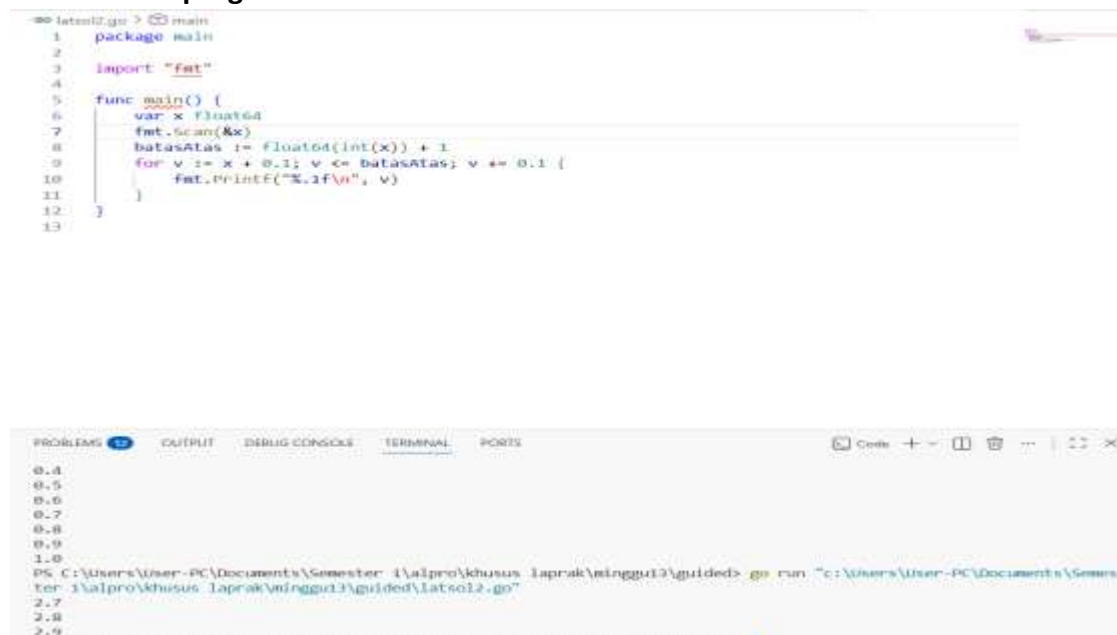 latsol2.go > main
1 package main
2
3 import "fmt"
4
5 func main() {
6 var x float64
7 fmt.Scan(&x)
8 batasAtas := float64(int(x)) + 1
9 for v := x + 0.1; v <= batasAtas; v += 0.1 {
10 fmt.Printf("%.1f\n", v)
11 }
12 }
13
PROBLEMS 12 OUTPUT DEBUG CONSOLE TERMINAL PORTS Code
0.4
0.5
0.6
0.7
0.8
0.9
1.0
PS C:\Users\User-PC\Documents\Semester 1\alpro\khusus laprak\minggu13\guided> go run "c:\Users\User-PC\Documents\Semes
ter 1\alpro\khusus laprak\minggu13\guided\latsol2.go"
2.7
2.8
2.9